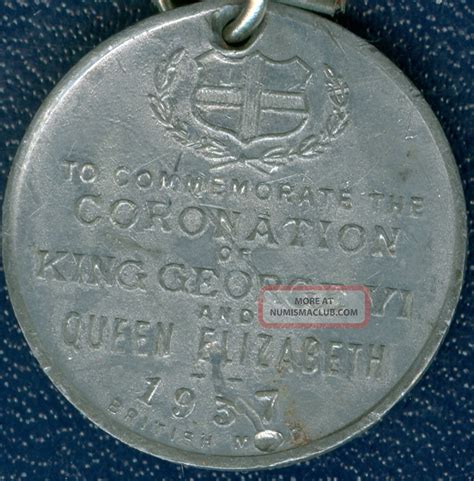 TO COMMEMORATE THE
CORONATION
OF
KING GEORGE VI
MORE AT
NUMISMACLUB.COM
AND
QUEEN ELIZABETH
1937
BRITISH